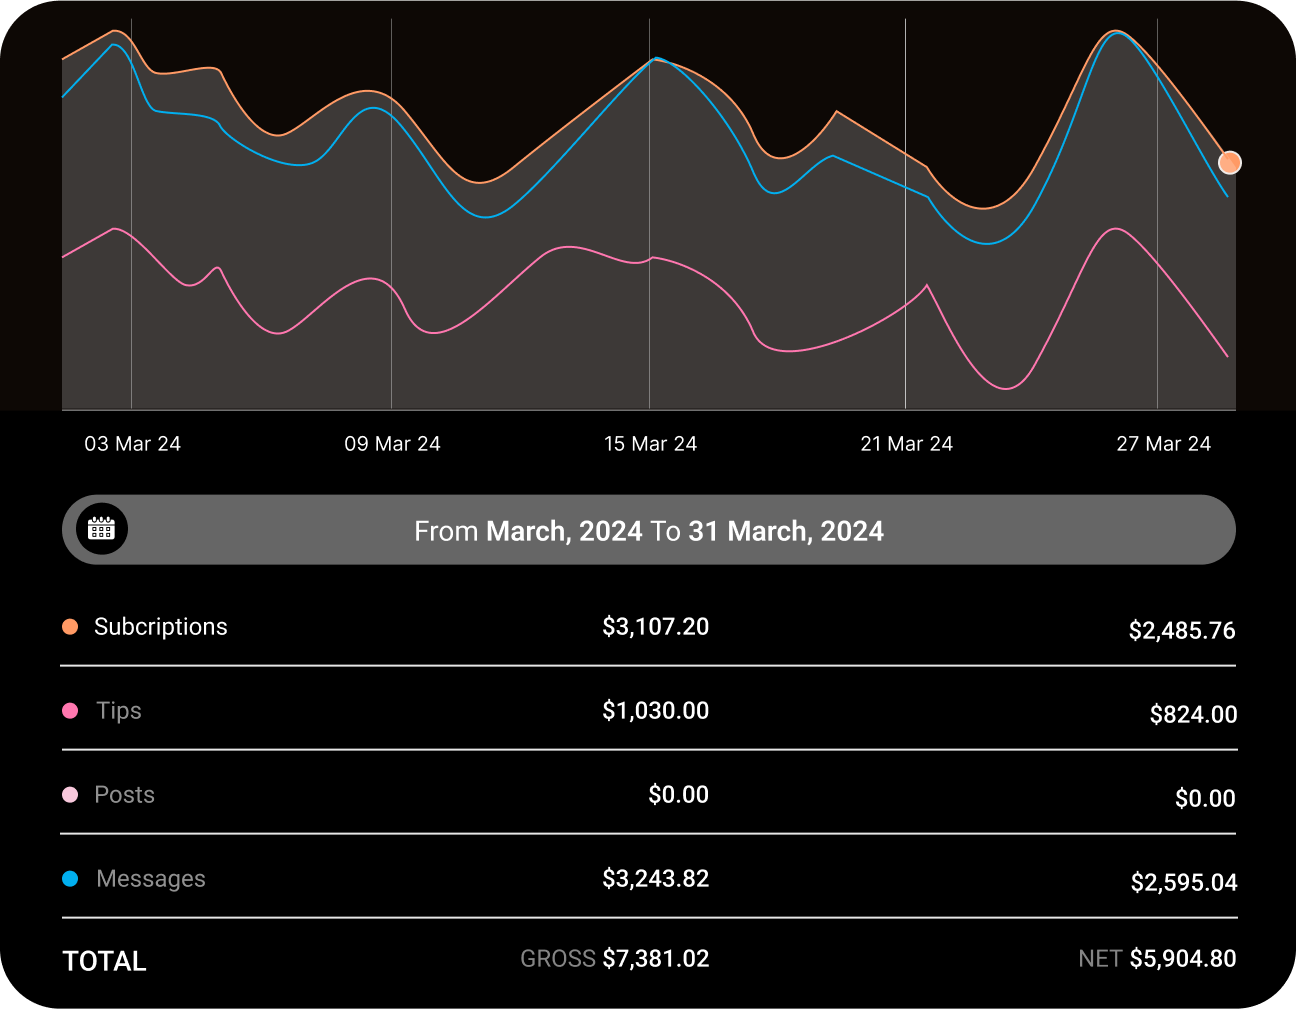 03 Mar 24 09 Mar 24 15 Mar 24 21 Mar 24 27 Mar 24
From March, 2024 To 31 March, 2024
Subcriptions $3,107.20 $2,485.76
Tips $1,030.00 $824.00
Posts $0.00 $0.00
Messages $3,243.82 $2,595.04
TOTAL GROSS $7,381.02 NET $5,904.80